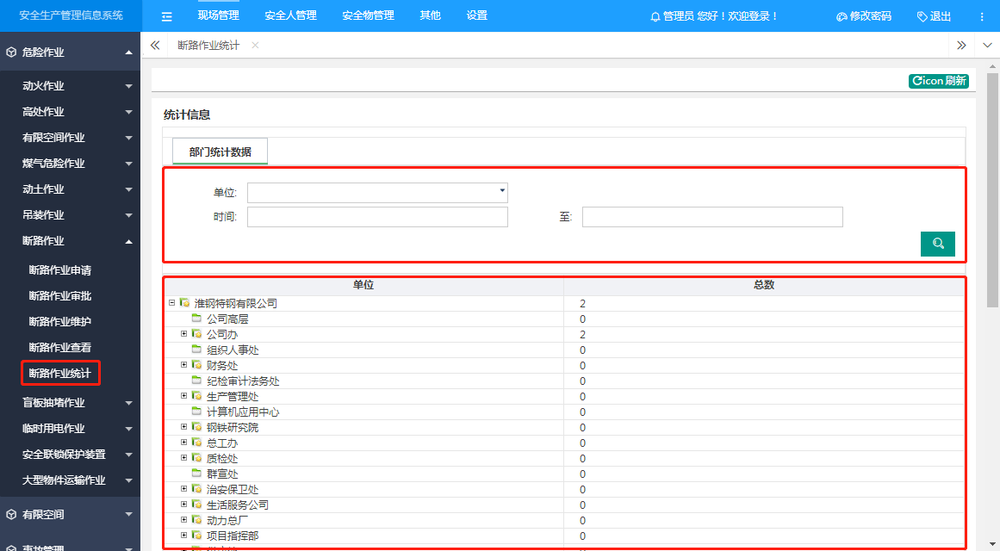 安全生产管理信息系统
现场管理 安全人管理 安全物管理 其他 设置 管理员 您好！欢迎登录！ 修改密码 退出
危险作业
动火作业
高处作业
有限空间作业
煤气危险作业
动土作业
吊装作业
断路作业
断路作业申请
断路作业审批
断路作业维护
断路作业查看
断路作业统计
盲板抽堵作业
临时用电作业
安全联锁保护装置
大型物件运输作业
有限空间
事故管理
断路作业统计
icon 刷新
统计信息
部门统计数据
单位:
时间: 至:
单位 总数
淮钢特钢有限公司 2
公司高层 0
公司办 2
组织人事处 0
财务处 0
纪检审计法务处 0
生产管理处 0
计算机应用中心 0
钢铁研究院 0
总工办 0
质检处 0
群宣处 0
治安保卫处 0
生活服务公司 0
动力总厂 0
项目指挥部 0